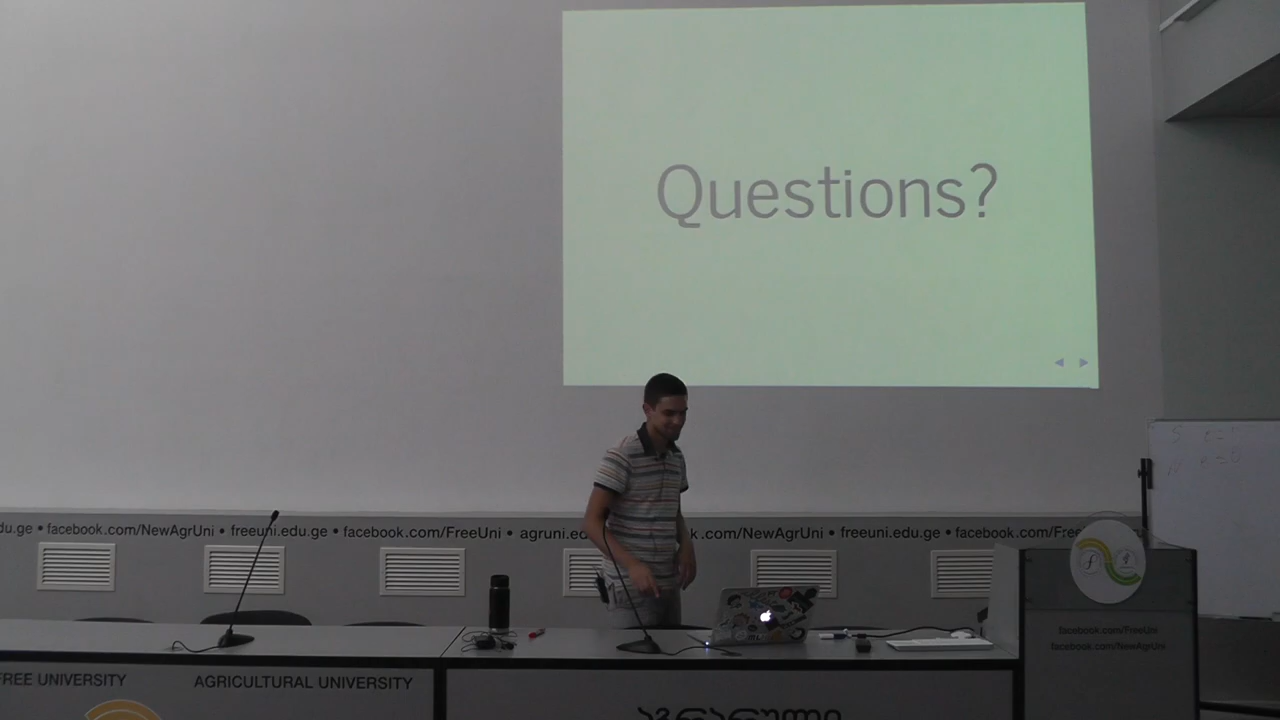 Questions?
du.ge • facebook.com/NewAgrUni • freeuni.edu.ge • facebook.com/FreeUni • agruni.ed k.com/NewAgrUni • freeuni.edu.ge • facebook.com/Free
facebook.com/FreeUni
facebook.com/NewAgrUni
FREE UNIVERSITY
AGRICULTURAL UNIVERSITY